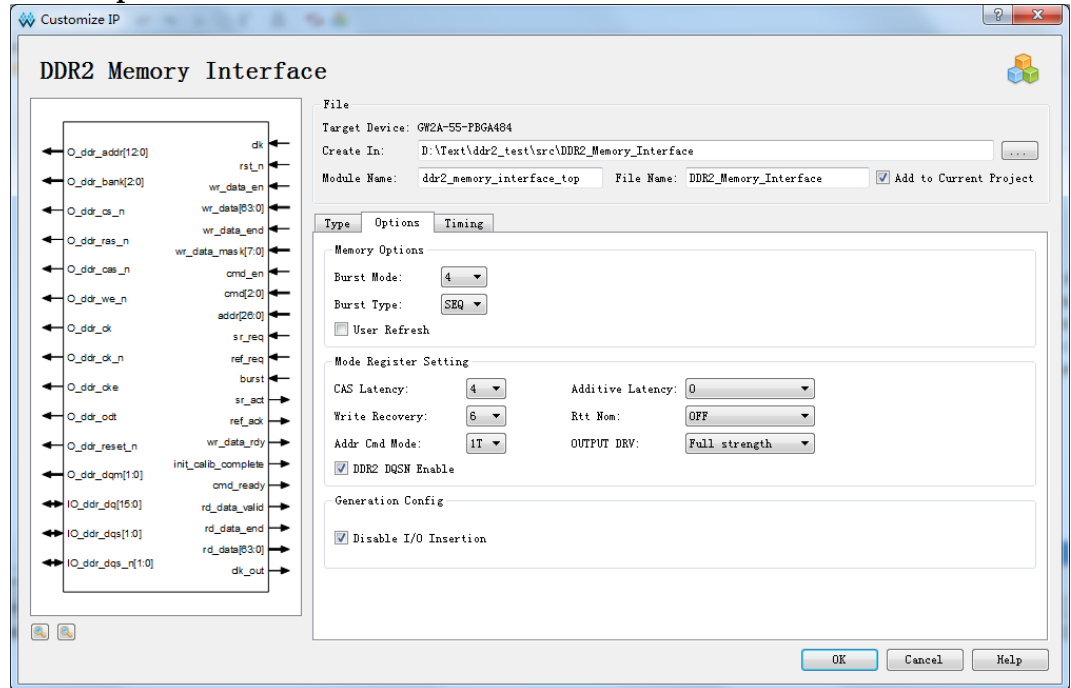 Customize IP
DDR2 Memory Interface
O_ddr_addr[12:0]
O_ddr_bank[2:0]
O_ddr_cs_n
O_ddr_ras_n
O_ddr_cas_n
O_ddr_we_n
O_ddr_ck
O_ddr_ck_n
O_ddr_cke
O_ddr_odt
O_ddr_reset_n
O_ddr_dqm[1:0]
IO_ddr_dq[15:0]
IO_ddr_dqs[1:0]
IO_ddr_dqs_n[1:0]
clk
rst_n
wr_data_en
wr_data[63:0]
wr_data_end
wr_data_mask[7:0]
cmd_en
cmd[2:0]
addr[26:0]
sr_req
ref_req
burst
sr_act
ref_ack
wr_data_rdy
init_calib_complete
cmd_ready
rd_data_valid
rd_data_end
rd_data[63:0]
clk_out
File
Target Device: GW2A-55-PBGA484
Create In: D:\Text\ddr2_test\src\DDR2_Memory_Interface ...
Module Name: ddr2_memory_interface_top File Name: DDR2_Memory_Interface Add to Current Project
Type Options Timing
Memory Options
Burst Mode: 4
Burst Type: SEQ
User Refresh
Mode Register Setting
CAS Latency: 4 Additive Latency: 0
Write Recovery: 6 Rtt Nom: OFF
Addr Cmd Mode: 1T OUTPUT DRV: Full strength
DDR2 DQSN Enable
Generation Config
Disable I/O Insertion
OK Cancel Help